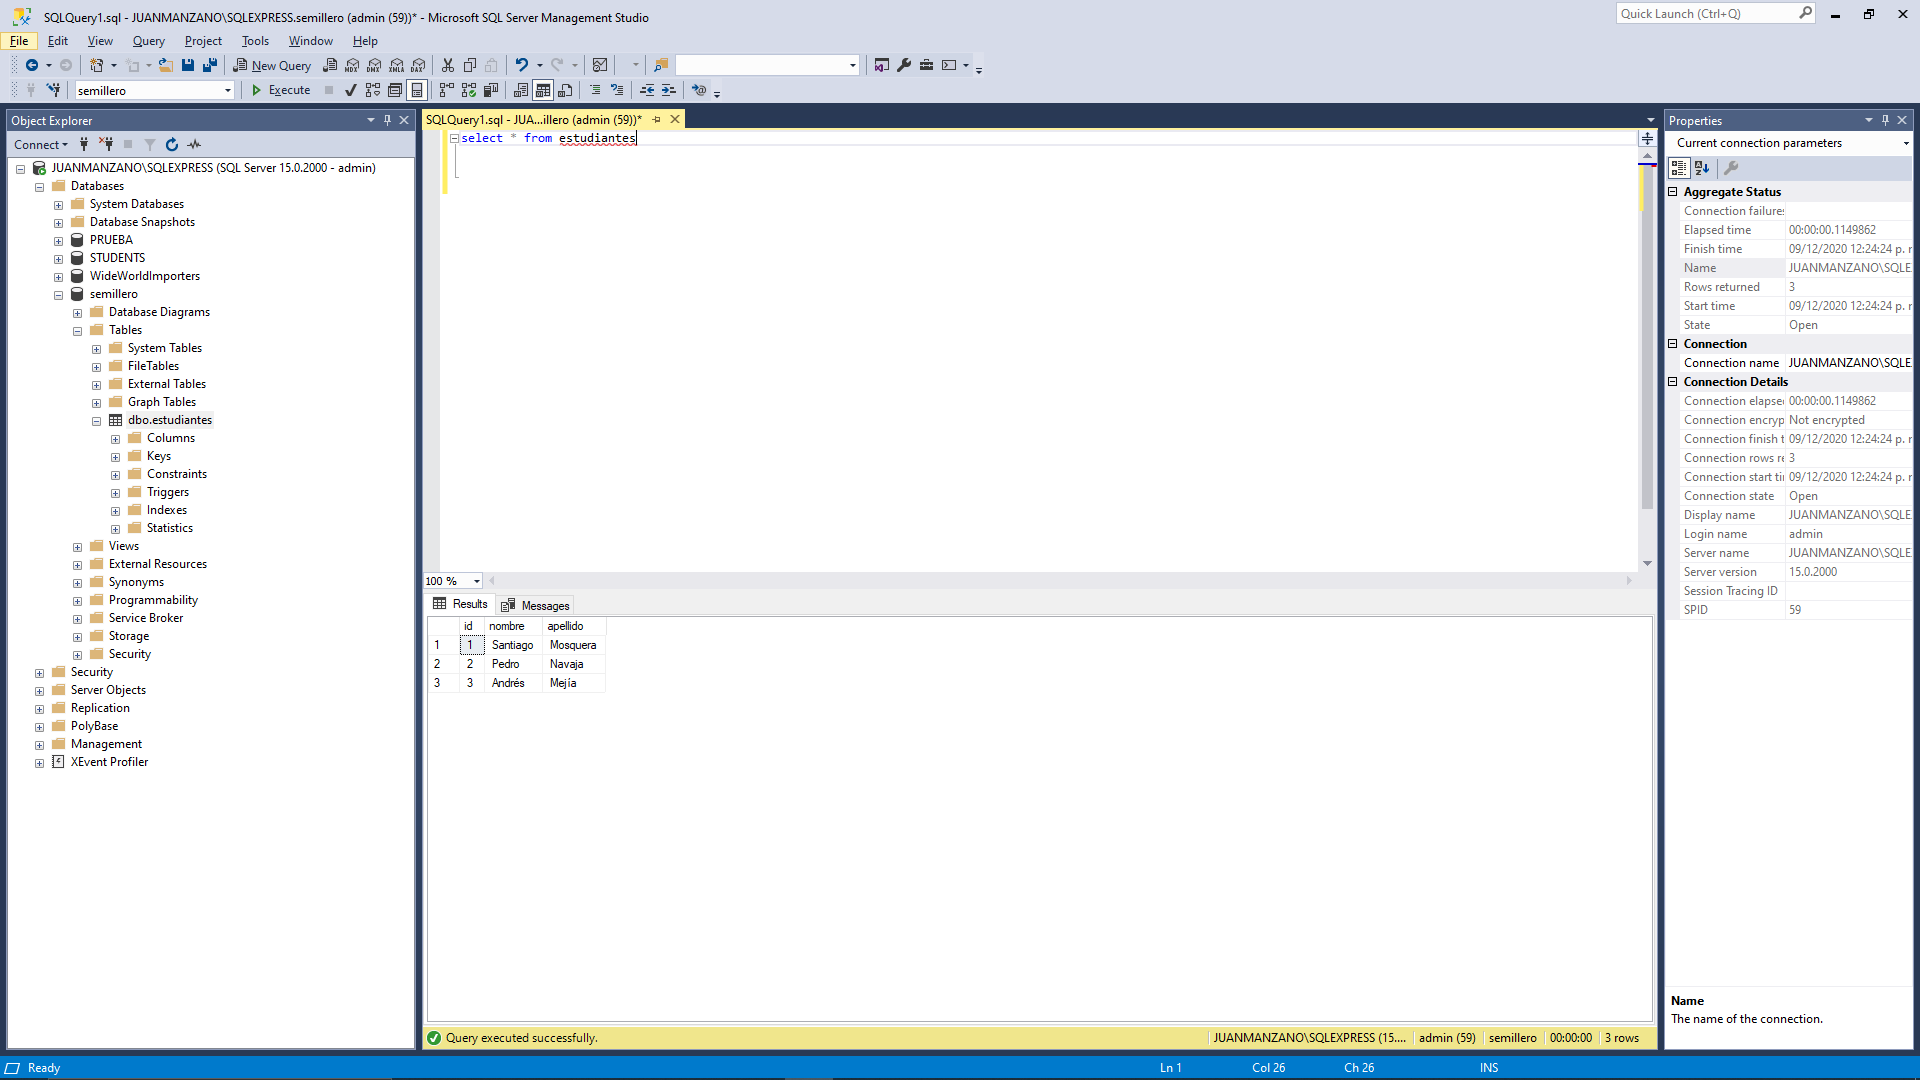 SQLQuery1.sql - JUANMANZANO\SQLEXPRESS.semillero (admin (59))* - Microsoft SQL Server Management Studio
Quick Launch (Ctrl+Q)
File Edit View Query Project Tools Window Help
New Query
MDX DMX XMLA DAX
semillero
Execute
Object Explorer
Connect
JUANMANZANO\SQLEXPRESS (SQL Server 15.0.2000 - admin)
Databases
System Databases
Database Snapshots
PRUEBA
STUDENTS
WideWorldImporters
semillero
Database Diagrams
Tables
System Tables
FileTables
External Tables
Graph Tables
dbo.estudiantes
Columns
Keys
Constraints
Triggers
Indexes
Statistics
Views
External Resources
Synonyms
Programmability
Service Broker
Storage
Security
Security
Server Objects
Replication
PolyBase
Management
XEvent Profiler
SQLQuery1.sql - JUA...illero (admin (59))*
select * from estudiantes
100 %
Results Messages
id nombre apellido
1 1 Santiago Mosquera
2 2 Pedro Navaja
3 3 Andrés Mejía
Query executed successfully.
JUANMANZANO\SQLEXPRESS (15.... admin (59) semillero 00:00:00 3 rows
Properties
Current connection parameters
Aggregate Status
Connection failures
Elapsed time 00:00:00.1149862
Finish time 09/12/2020 12:24:24 p. r
Name JUANMANZANO\SQLE
Rows returned 3
Start time 09/12/2020 12:24:24 p. r
State Open
Connection
Connection name JUANMANZANO\SQLE
Connection Details
Connection elapse 00:00:00.1149862
Connection encryp Not encrypted
Connection finish t 09/12/2020 12:24:24 p. r
Connection rows re 3
Connection start ti 09/12/2020 12:24:24 p. r
Connection state Open
Display name JUANMANZANO\SQLE
Login name admin
Server name JUANMANZANO\SQLE
Server version 15.0.2000
Session Tracing ID
SPID 59
Name
The name of the connection.
Ready
Ln 1 Col 26 Ch 26 INS